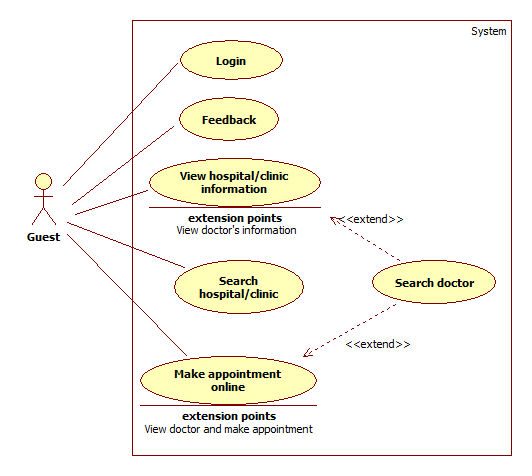 System
Login
Feedback
View hospital/clinic
information
extension points
View doctor's information
<<extend>>
Guest
Search
hospital/clinic
Search doctor
<<extend>>
Make appointment
online
extension points
View doctor and make appointment